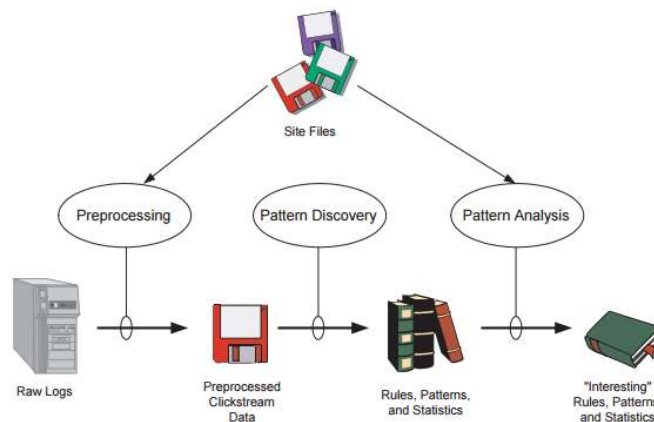 Site Files
Preprocessing
Pattern Discovery
Pattern Analysis
Raw Logs
Preprocessed
Clickstream
Data
Rules, Patterns,
and Statistics
"Interesting"
Rules, Patterns,
and Statistics